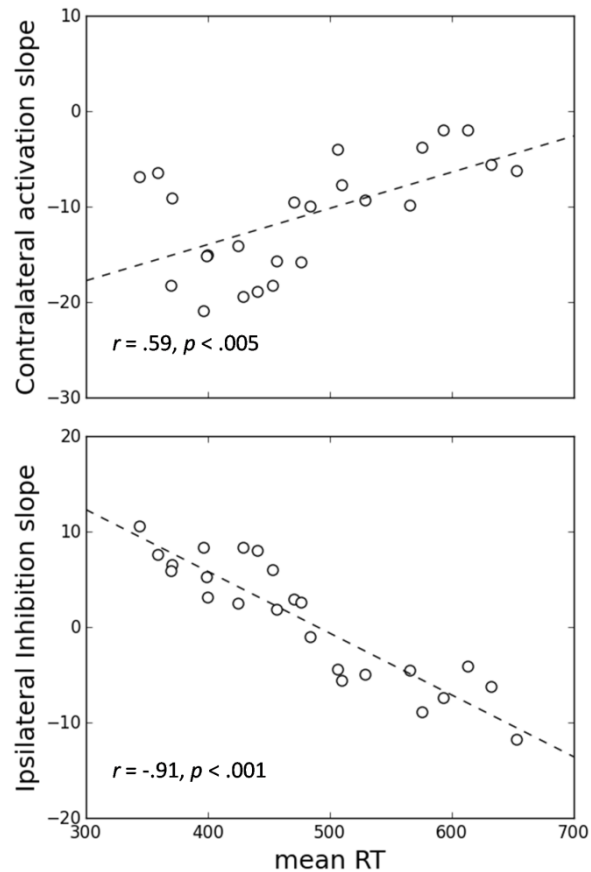 Contralateral activation slope
10
0
−10
−20
−30
r = .59, p < .005
Ipsilateral Inhibition slope
20
10
0
−10
−20
r = -.91, p < .001
300 400 500 600 700
mean RT